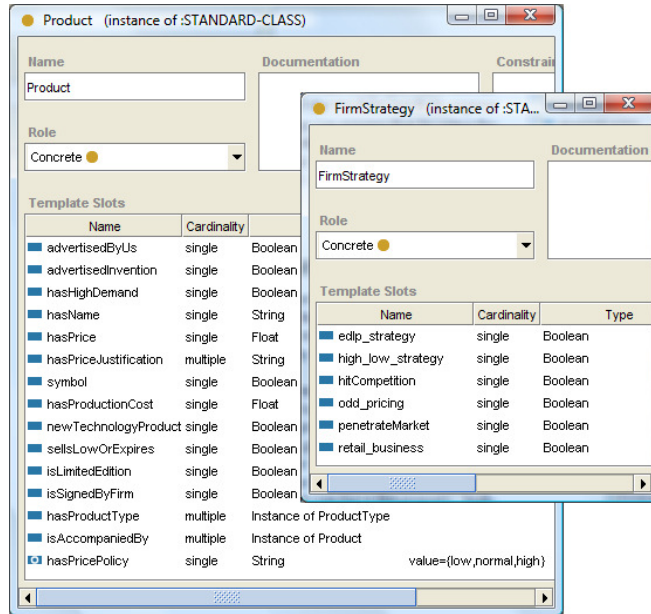 Product (instance of :STANDARD-CLASS)
Name
Documentation
Constrai
Product
Role
Concrete
Template Slots
Name Cardinality
advertisedByUs single Boolean
advertisedInvention single Boolean
hasHighDemand single Boolean
hasName single String
hasPrice single Float
hasPriceJustification multiple String
symbol single Boolean
hasProductionCost single Float
newTechnologyProduct single Boolean
sellsLowOrExpires single Boolean
isLimitedEdition single Boolean
isSignedByFirm single Boolean
hasProductType multiple Instance of ProductType
isAccompaniedBy multiple Instance of Product
hasPricePolicy single String value={low,normal,high}
FirmStrategy (instance of :STA...
Name
Documentation
FirmStrategy
Role
Concrete
Template Slots
Name Cardinality Type
edlp_strategy single Boolean
high_low_strategy single Boolean
hitCompetition single Boolean
odd_pricing single Boolean
penetrateMarket single Boolean
retail_business single Boolean